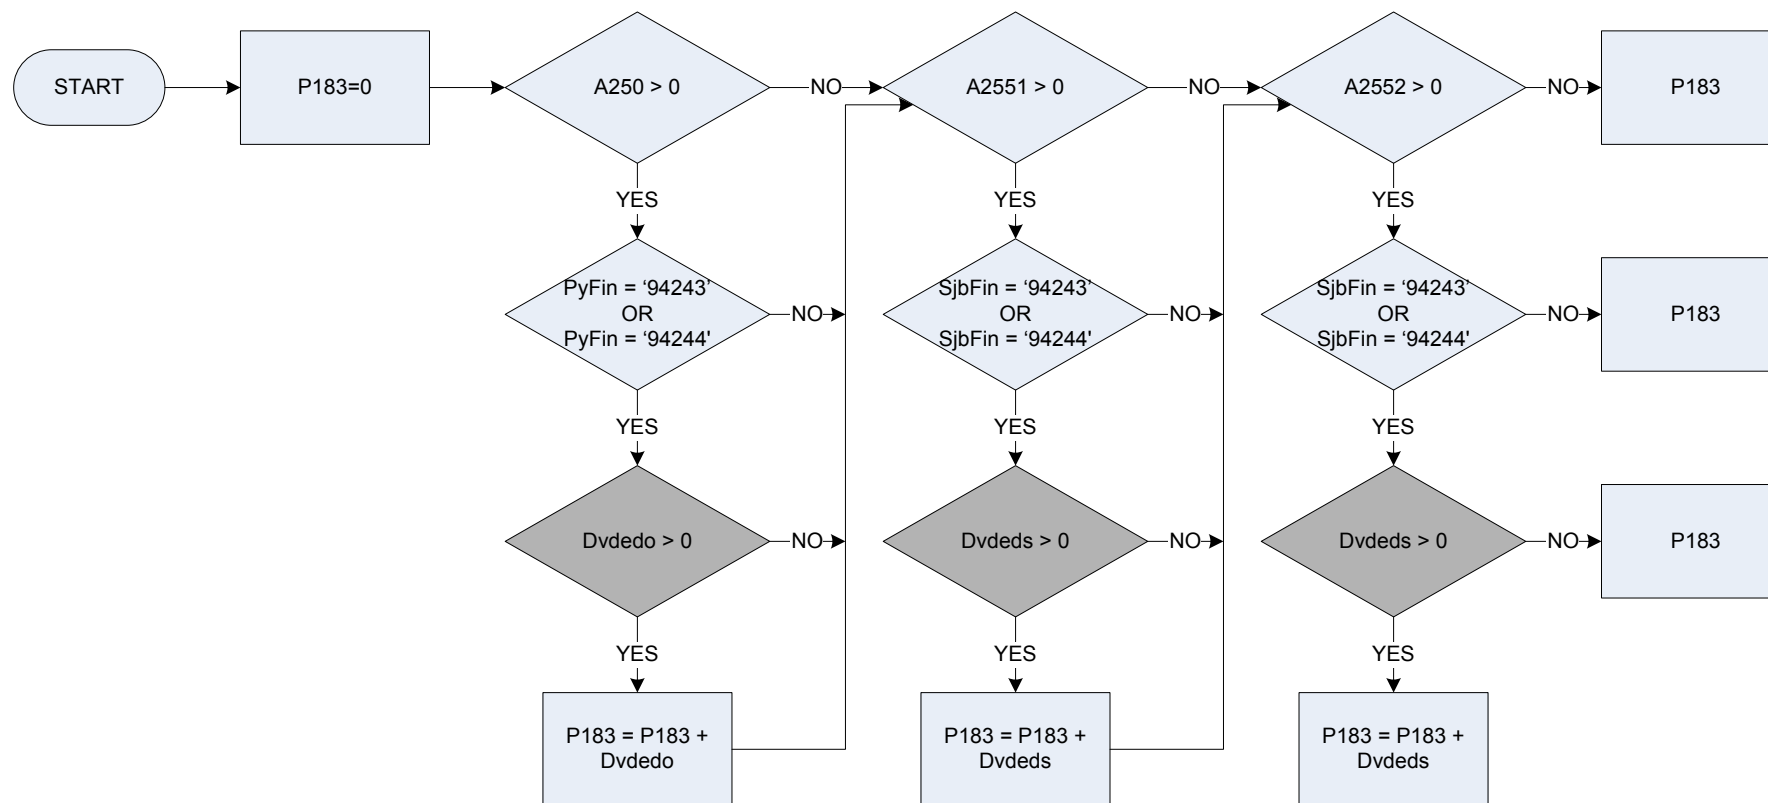 START
P183=0
A250 > 0
NO
A2551 > 0
NO
A2552 > 0
NO
P183
YES
YES
YES
PyFin = ‘94243’
OR
PyFin = ‘94244'
NO
SjbFin = ‘94243’
OR
SjbFin = ‘94244'
NO
SjbFin = ‘94243’
OR
SjbFin = ‘94244'
NO
P183
YES
YES
YES
Dvdedo > 0
NO
Dvdeds > 0
NO
Dvdeds > 0
NO
P183
YES
YES
YES
P183 = P183 +
Dvdedo
P183 = P183 +
Dvdeds
P183 = P183 +
Dvdeds